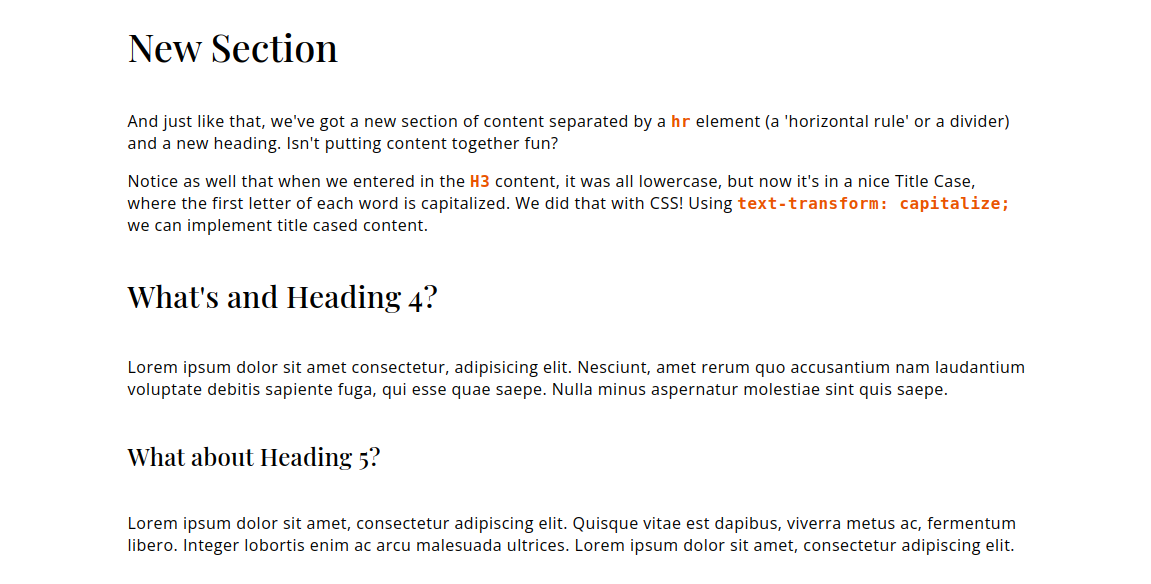 New Section
And just like that, we've got a new section of content separated by a hr element (a 'horizontal rule' or a divider)
and a new heading. Isn't putting content together fun?
Notice as well that when we entered in the H3 content, it was all lowercase, but now it's in a nice Title Case,
where the first letter of each word is capitalized. We did that with CSS! Using text-transform: capitalize;
we can implement title cased content.
What's and Heading 4?
Lorem ipsum dolor sit amet consectetur, adipisicing elit. Nesciunt, amet rerum quo accusantium nam laudantium
voluptate debitis sapiente fuga, qui esse quae saepe. Nulla minus aspernatur molestiae sint quis saepe.
What about Heading 5?
Lorem ipsum dolor sit amet, consectetur adipiscing elit. Quisque vitae est dapibus, viverra metus ac, fermentum
libero. Integer lobortis enim ac arcu malesuada ultrices. Lorem ipsum dolor sit amet, consectetur adipiscing elit.